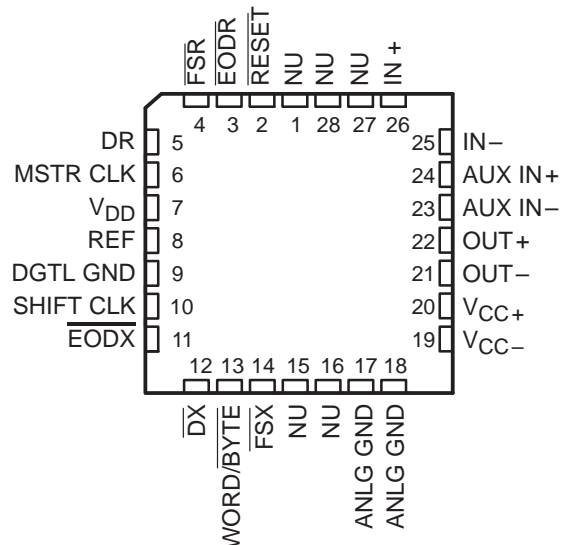 FSR
EODR
RESET
NU
NU
NU
IN +
4 3 2 1 28 27 26
DR 5
MSTR CLK 6
VDD 7
REF 8
DGTL GND 9
SHIFT CLK 10
EODX 11
25 IN−
24 AUX IN+
23 AUX IN−
22 OUT+
21 OUT−
20 VCC+
19 VCC−
12 13 14 15 16 17 18
DX
WORD/BYTE
FSX
NU
NU
ANLG GND
ANLG GND